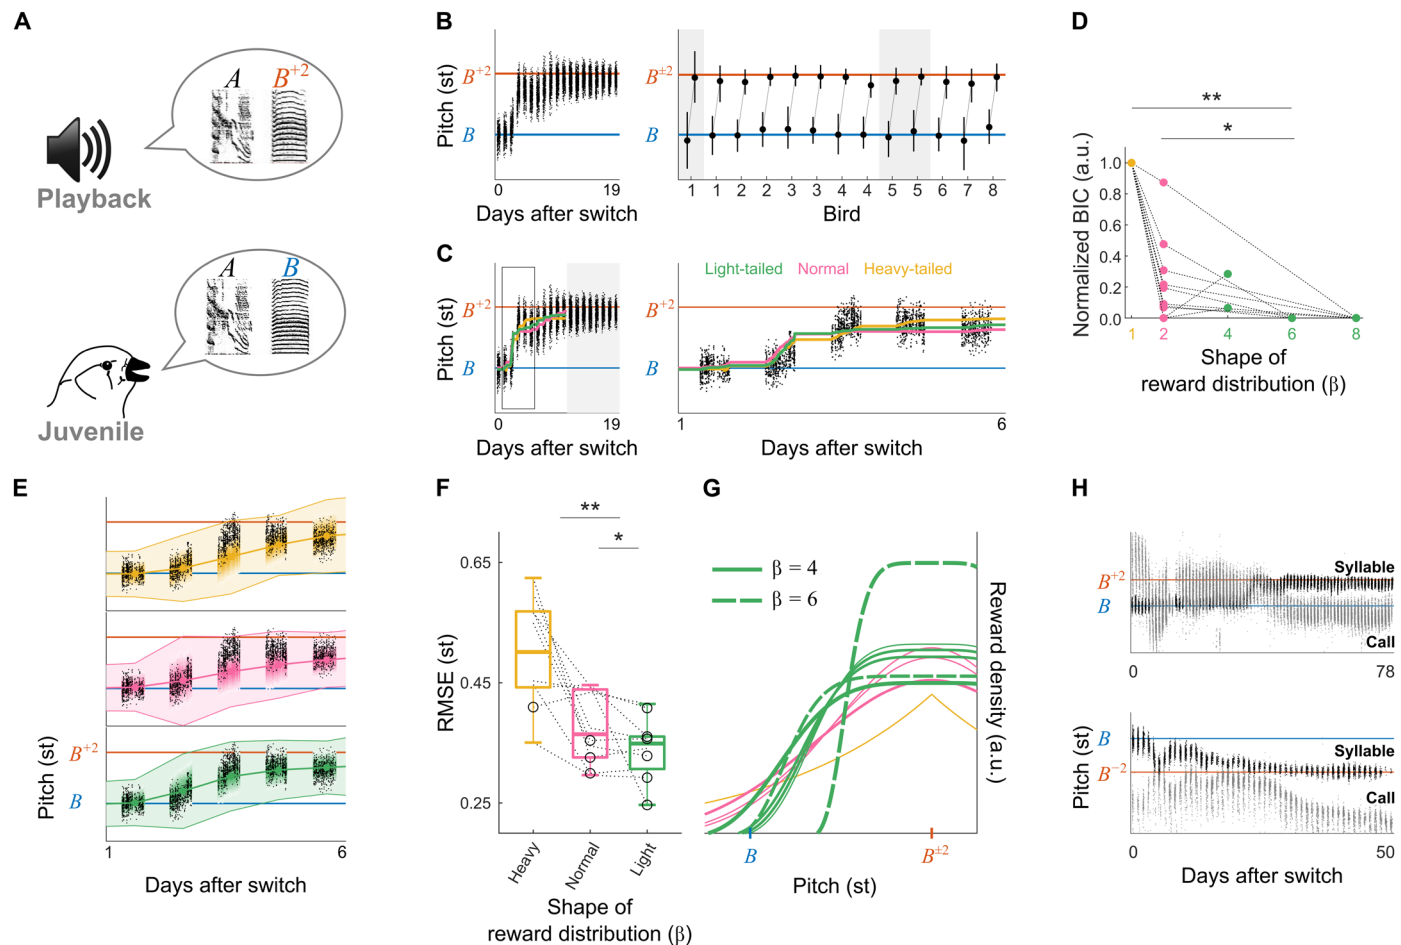 A
A B+2
Playback
A B
Juvenile
B
Pitch (st)
B+2
B
0 19
Days after switch
B±2
B
1 1 2 2 3 3 4 4 5 5 6 7 8
Bird
C
Pitch (st)
B+2
B
0 19
Days after switch
Light-tailed Normal Heavy-tailed
B+2
B
1 6
Days after switch
D
** 
*
Normalized BIC (a.u.)
1.0
0.8
0.6
0.4
0.2
0.0
1 2 4 6 8
Shape of
reward distribution (β)
E
Pitch (st)
B+2
B
1 6
Days after switch
F
**
*
RMSE (st)
0.65
0.45
0.25
Heavy Normal Light
Shape of
reward distribution (β)
G
β = 4
β = 6
Reward density (a.u.)
B B±2
Pitch (st)
H
B+2
B
Syllable
Call
0 78
Pitch (st)
B
B−2
Syllable
Call
0 50
Days after switch